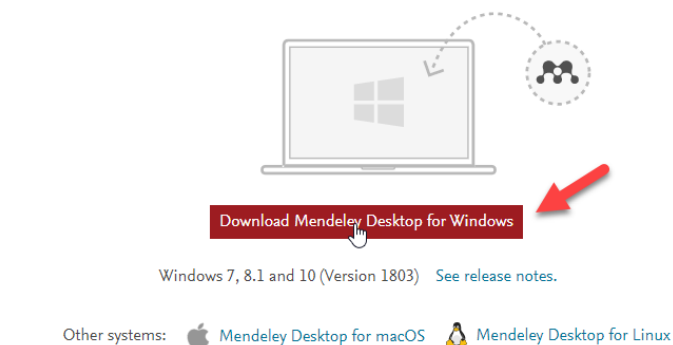 Download Mendeley Desktop for Windows
Windows 7, 8.1 and 10 (Version 1803) See release notes.
Other systems: Mendeley Desktop for macOS Mendeley Desktop for Linux